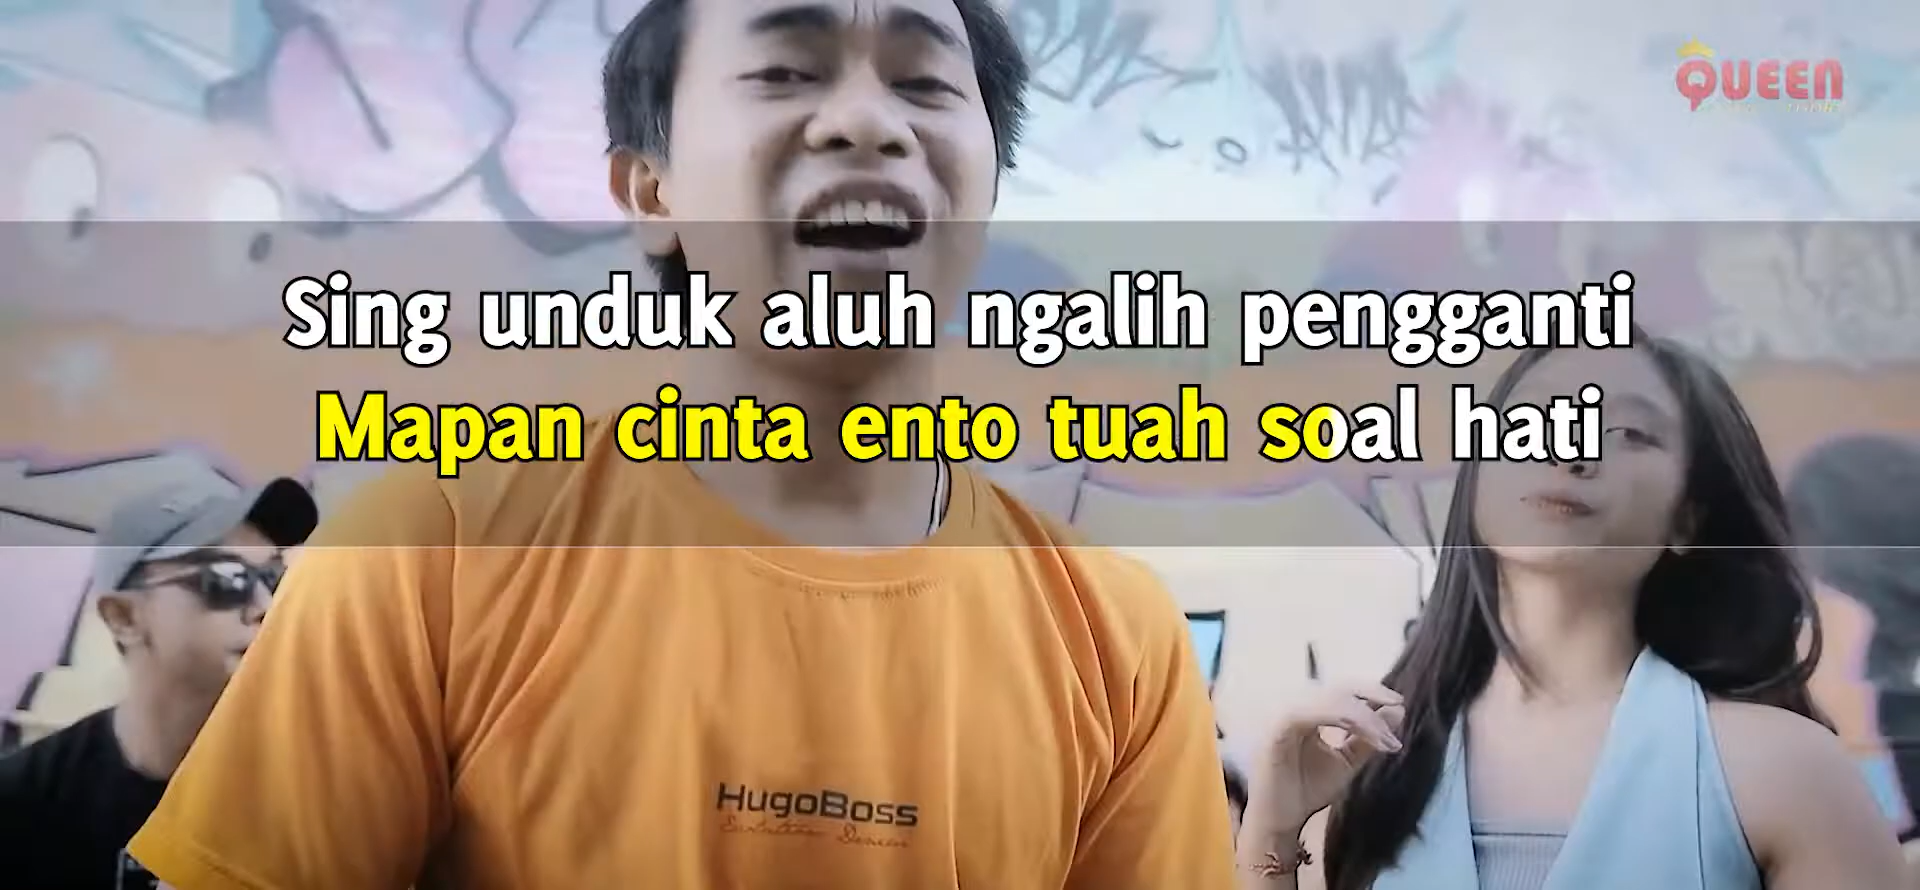 QUEEN
Sing unduk aluh ngalih pengganti
Mapan cinta ento tuah soal hati
HugoBoss